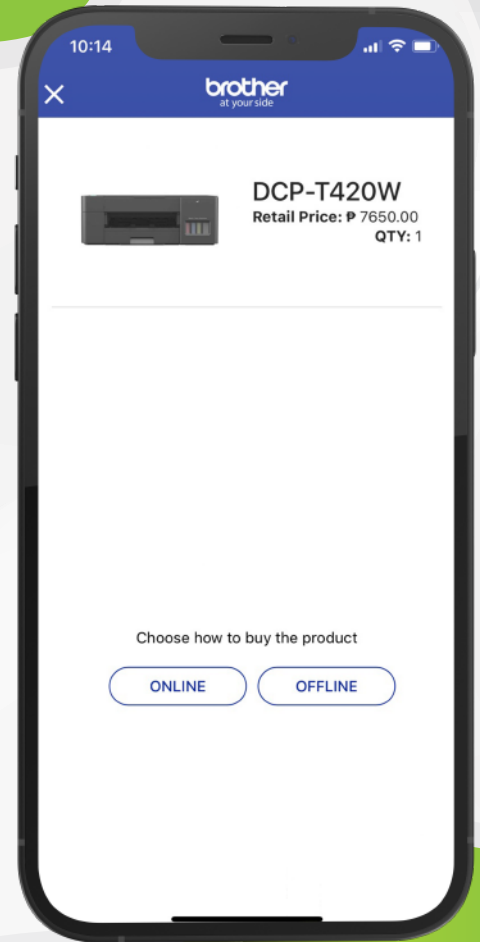 10:14
brother
at your side
DCP-T420W
Retail Price: ₱ 7650.00
QTY: 1
Choose how to buy the product
ONLINE
OFFLINE